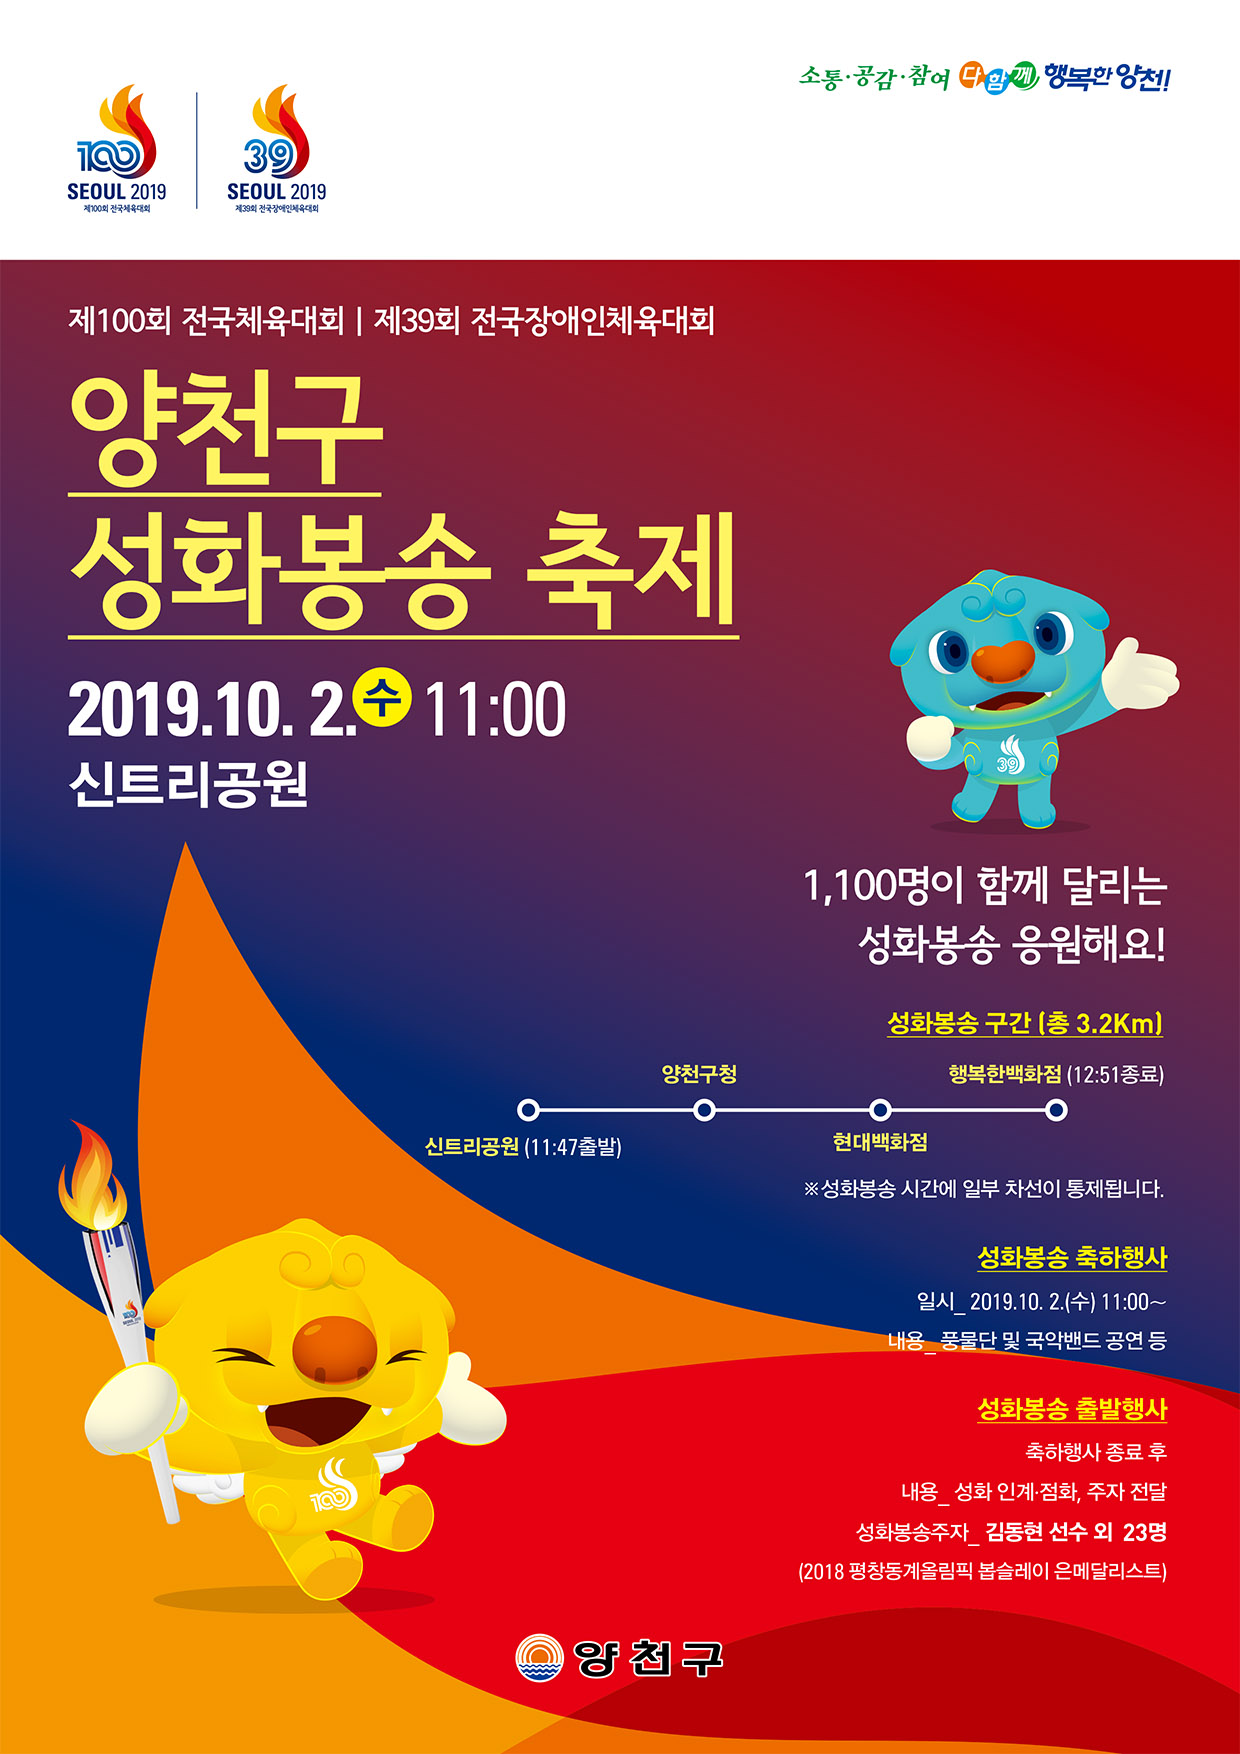 소통·공감·참여 다함께 행복한 양천!
100
SEOUL 2019
제100회 전국체육대회
39
SEOUL 2019
제39회 전국장애인체육대회
제100회 전국체육대회 | 제39회 전국장애인체육대회
양천구
성화봉송 축제
2019.10. 2. 수 11:00
신트리공원
39
1,100명이 함께 달리는
성화봉송 응원해요!
성화봉송 구간 (총 3.2Km)
양천구청
행복한백화점 (12:51종료)
신트리공원 (11:47출발)
현대백화점
※성화봉송 시간에 일부 차선이 통제됩니다.
성화봉송 축하행사
일시_ 2019.10. 2.(수) 11:00~
내용_ 풍물단 및 국악밴드 공연 등
성화봉송 출발행사
축하행사 종료 후
내용_ 성화 인계·점화, 주자 전달
성화봉송주자_ 김동현 선수 외 23명
(2018 평창동계올림픽 봅슬레이 은메달리스트)
100
SEOUL 2019
100
양천구